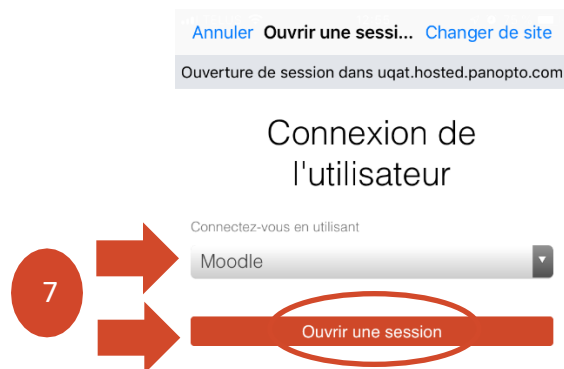 Annuler Ouvrir une sessi... Changer de site
Ouverture de session dans uqat.hosted.panopto.com
Connexion de
l'utilisateur
Connectez-vous en utilisant
Moodle
7
Ouvrir une session